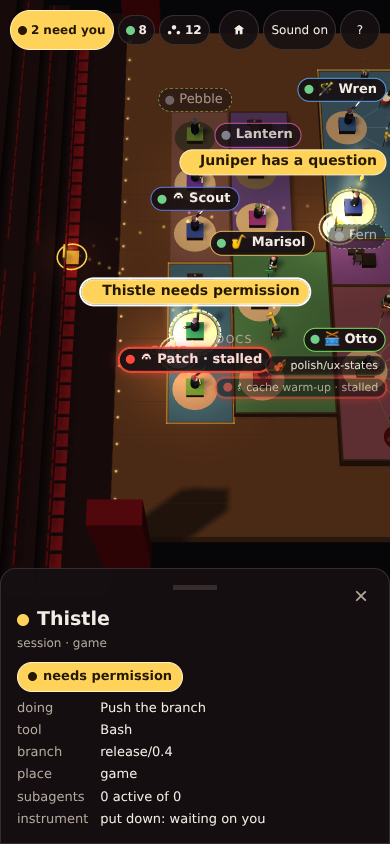 2 need you
8
12
Sound on
?
Wren
Pebble
Lantern
Juniper has a question
Scout
Fern
Marisol
Thistle needs permission
OCS
Otto
Patch · stalled
polish/ux-states
cache warm-up · stalled
✕
Thistle
session · game
needs permission
doing Push the branch
tool Bash
branch release/0.4
place game
subagents 0 active of 0
instrument put down: waiting on you